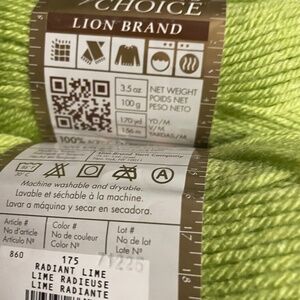 CHOICE
LION BRAND
3.5 oz
100 g
NET WEIGHT
POIDS NET
PESO NETO
170 yd
156 m
YD/M
V/M
YARDAS/M
100%
A
Machine washable and dryable.
Lavable et séchable à la machine.
Lavar a máquina y secar en secadora.
Article #
No d'article
Artículo Nº
Color #
No de couleur
Color Nº
Lot #
No de lot
Lote Nº
860
175
RADIANT LIME
LIME RADIEUSE
LIME RADIANTE